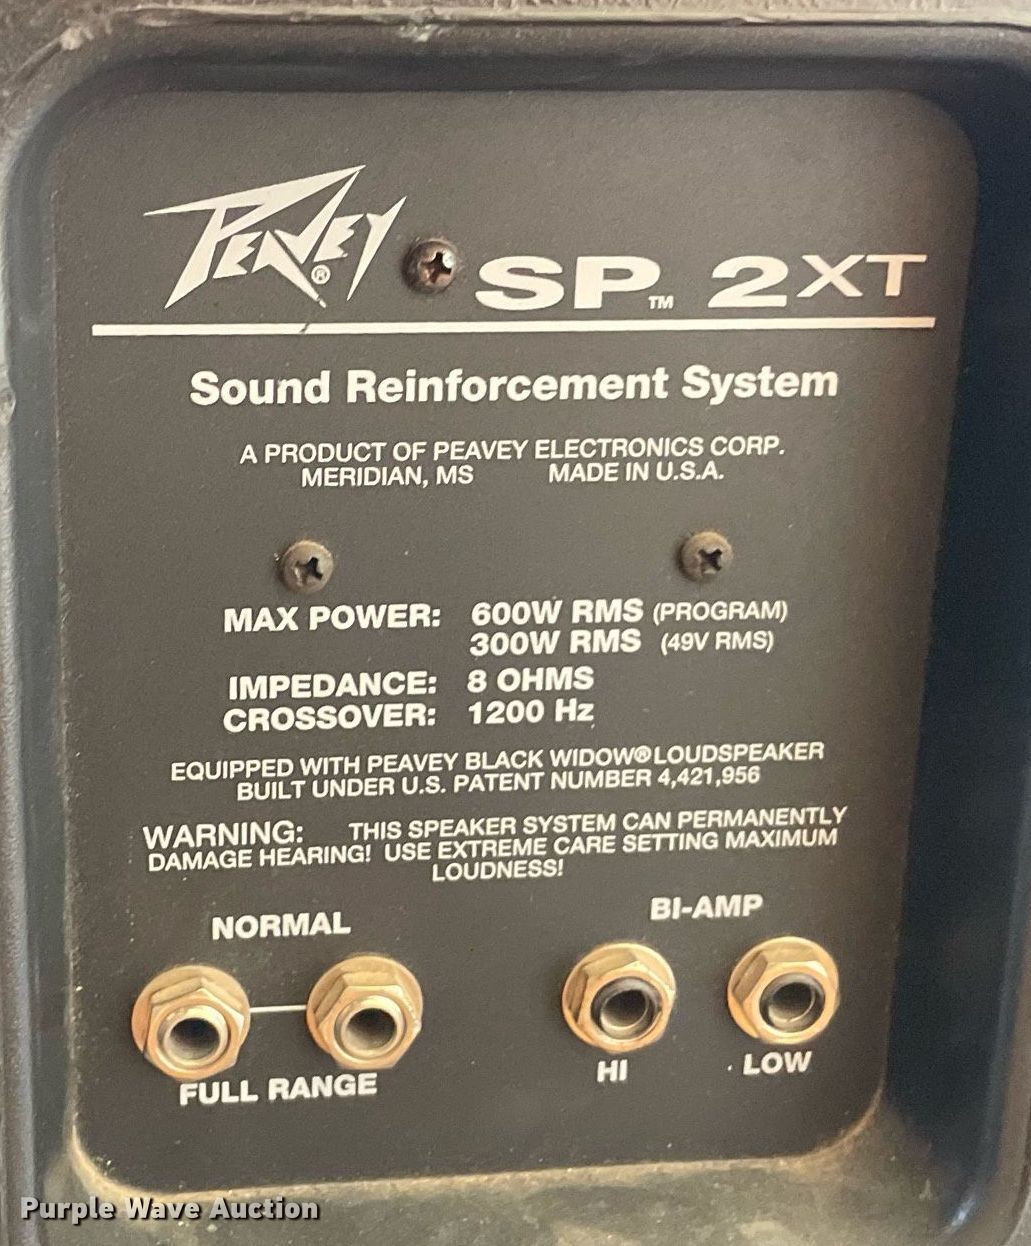 PEAVEY® SP™ 2XT
Sound Reinforcement System
A PRODUCT OF PEAVEY ELECTRONICS CORP.
MERIDIAN, MS MADE IN U.S.A.
MAX POWER: 600W RMS (PROGRAM)
300W RMS (49V RMS)
IMPEDANCE: 8 OHMS
CROSSOVER: 1200 Hz
EQUIPPED WITH PEAVEY BLACK WIDOW® LOUDSPEAKER
BUILT UNDER U.S. PATENT NUMBER 4,421,956
WARNING: THIS SPEAKER SYSTEM CAN PERMANENTLY
DAMAGE HEARING! USE EXTREME CARE SETTING MAXIMUM
LOUDNESS!
NORMAL BI-AMP
FULL RANGE HI LOW
Purple Wave Auction